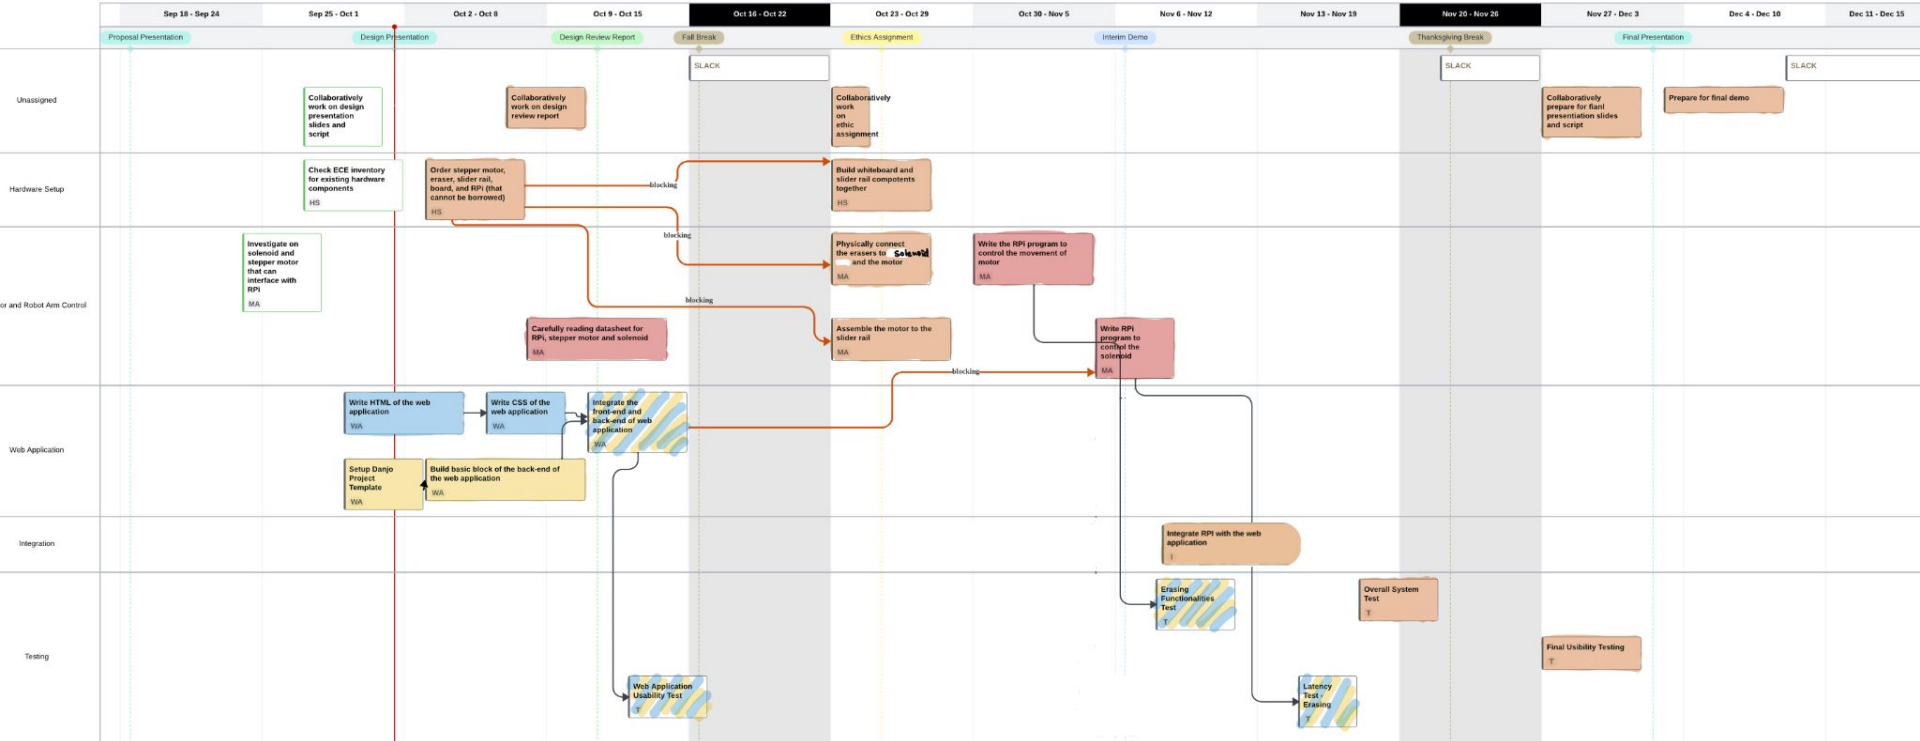 Sep 18 - Sep 24
Sep 25 - Oct 1
Oct 2 - Oct 8
Oct 9 - Oct 15
Oct 16 - Oct 22
Oct 23 - Oct 29
Oct 30 - Nov 5
Nov 6 - Nov 12
Nov 13 - Nov 19
Nov 20 - Nov 26
Nov 27 - Dec 3
Dec 4 - Dec 10
Dec 11 - Dec 15
Proposal Presentation
Design Presentation
Design Review Report
Fall Break
Ethics Assignment
Interim Demo
Thanksgiving Break
Final Presentation
Unassigned
SLACK
SLACK
SLACK
Collaboratively
work on design
presentation
slides and
script
Collaboratively
work on design
review report
Collaboratively
work
on
ethic
assignment
Collaboratively
prepare for fianl
presentation slides
and script
Prepare for final demo
Hardware Setup
Check ECE inventory
for existing hardware
components
HS
Order stepper motor,
eraser, slider rail,
board, and RPi (that
cannot be borrowed)
HS
blocking
Build whiteboard and
slider rail compotents
together
HS
blocking
or and Robot Arm Control
Investigate on
solenoid and
stepper motor
that can
interface with
RPi
MA
Physically connect
the erasers to Solenoid
and the motor
MA
Write the RPi program to
control the movement of
motor
MA
blocking
Carefully reading datasheet for
RPi, stepper motor and solenoid
MA
Assemble the motor to the
slider rail
MA
Write RPi
program to
control the
solenoid
MA
blocking
Web Application
Write HTML of the web
application
WA
Write CSS of the
web application
WA
Integrate the
front-end and
back-end of web
application
WA
Setup Danjo
Project
Template
WA
Build basic block of the back-end of
the web application
WA
Integration
Integrate RPI with the web
application
I
Testing
Erasing
Functionalities
Test
T
Overall System
Test
T
Final Usibility Testing
T
Web Application
Usability Test
T
Latency
Test -
Erasing
T